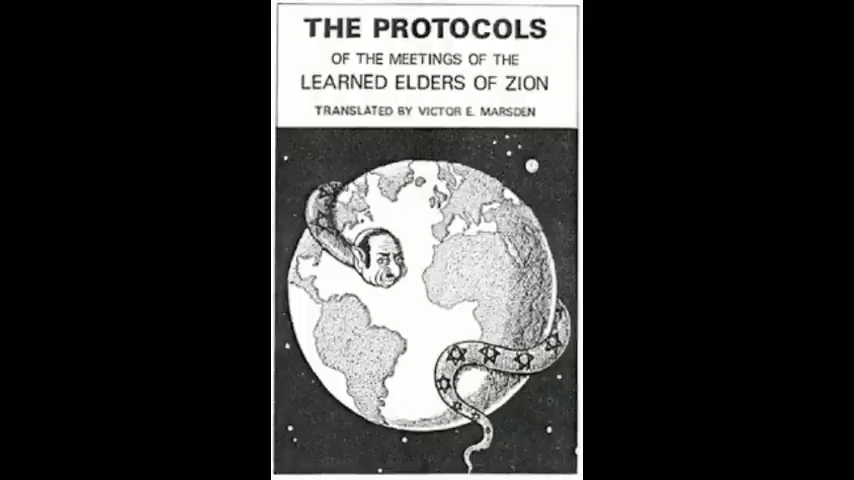 THE PROTOCOLS
OF THE MEETINGS OF THE
LEARNED ELDERS OF ZION
TRANSLATED BY VICTOR E. MARSDEN